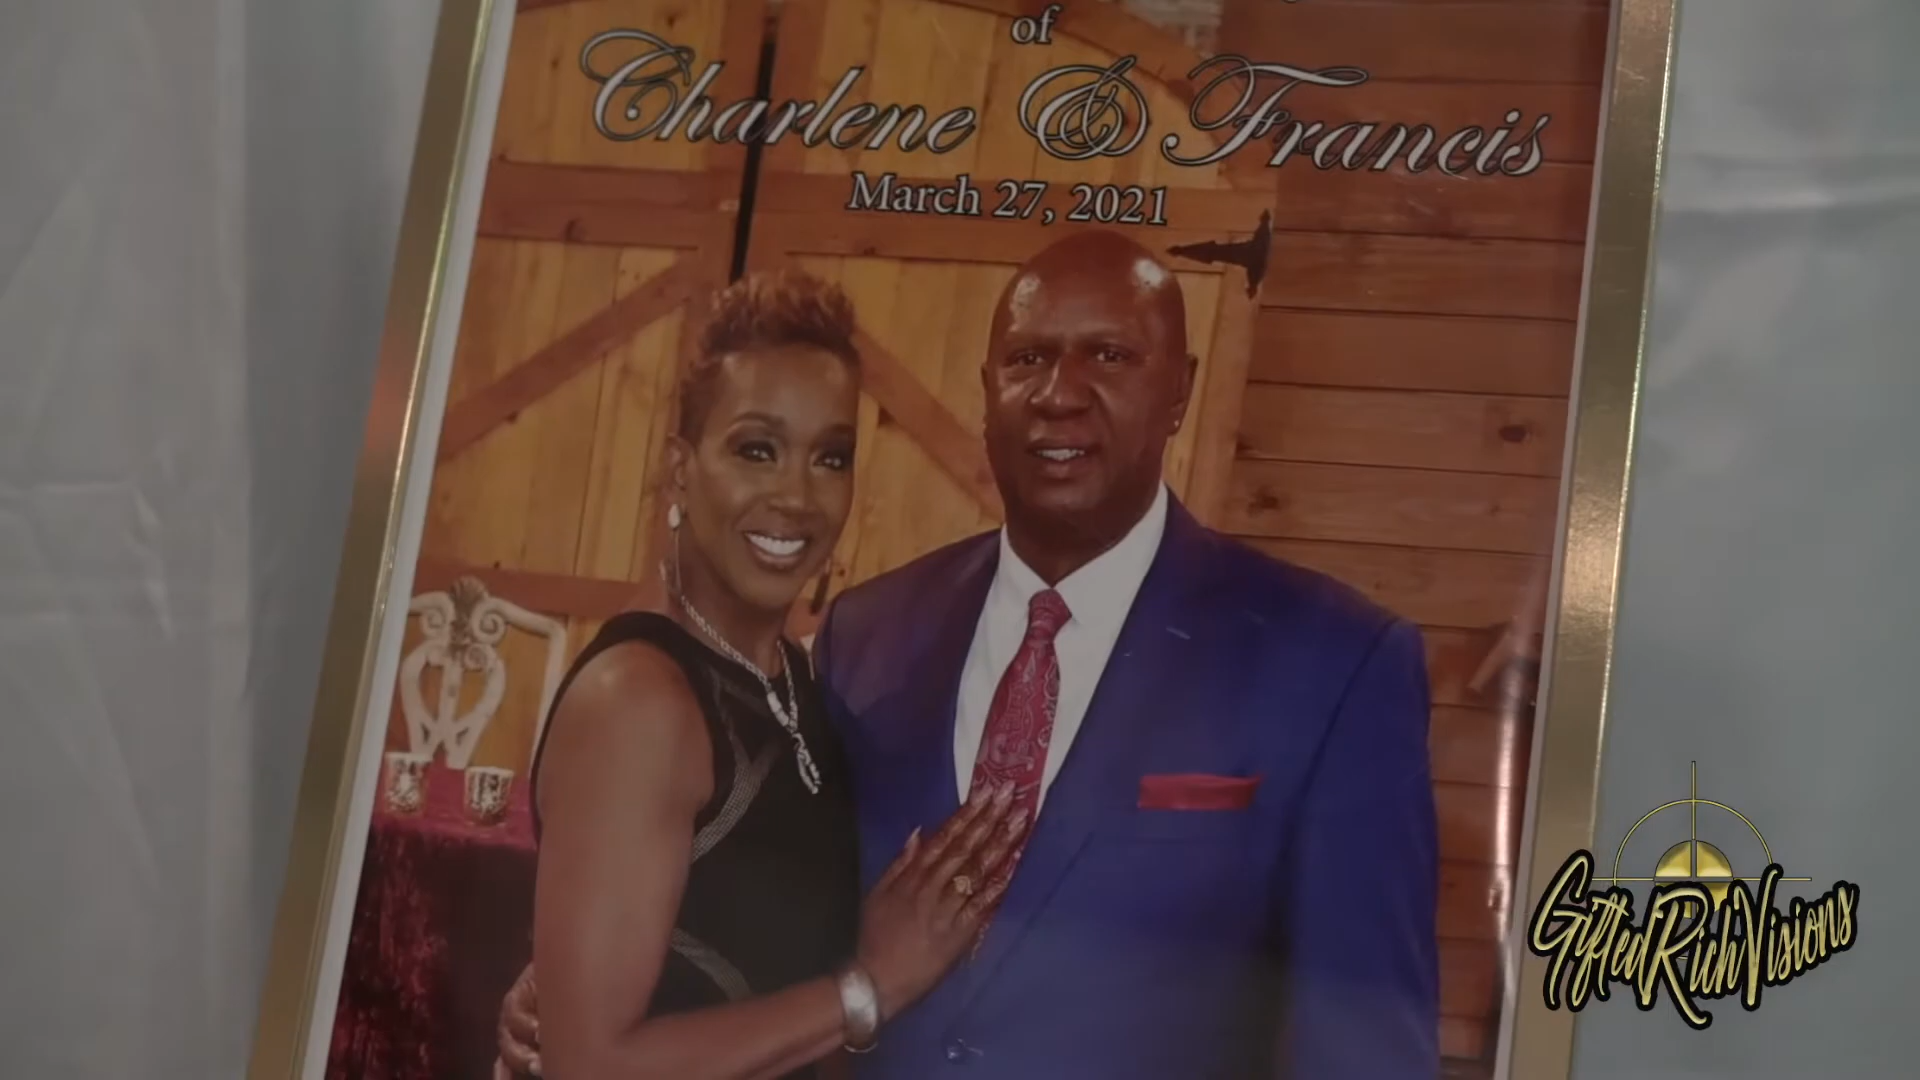 of
Charlene & Francis
March 27, 2021
GiftedRichVisions